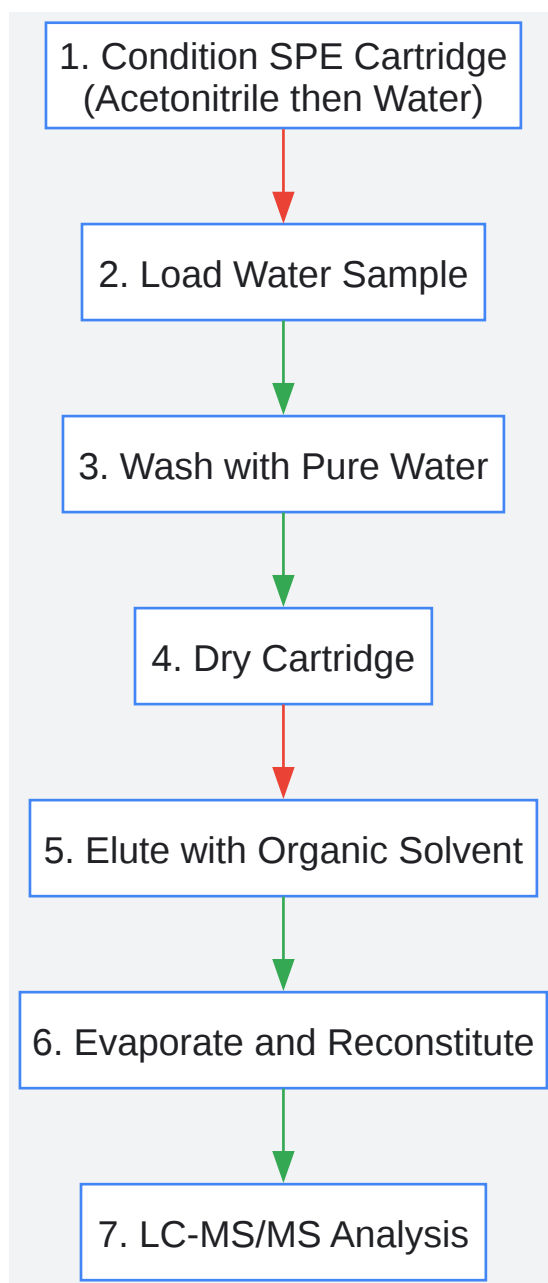 1. Condition SPE Cartridge
(Acetonitrile then Water)
2. Load Water Sample
3. Wash with Pure Water
4. Dry Cartridge
5. Elute with Organic Solvent
6. Evaporate and Reconstitute
7. LC-MS/MS Analysis